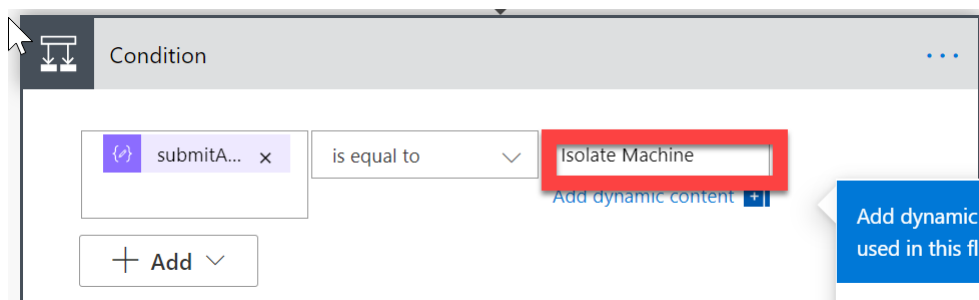 Condition
submitA...
is equal to
Isolate Machine
Add dynamic content
Add dynamic
used in this fl
Add